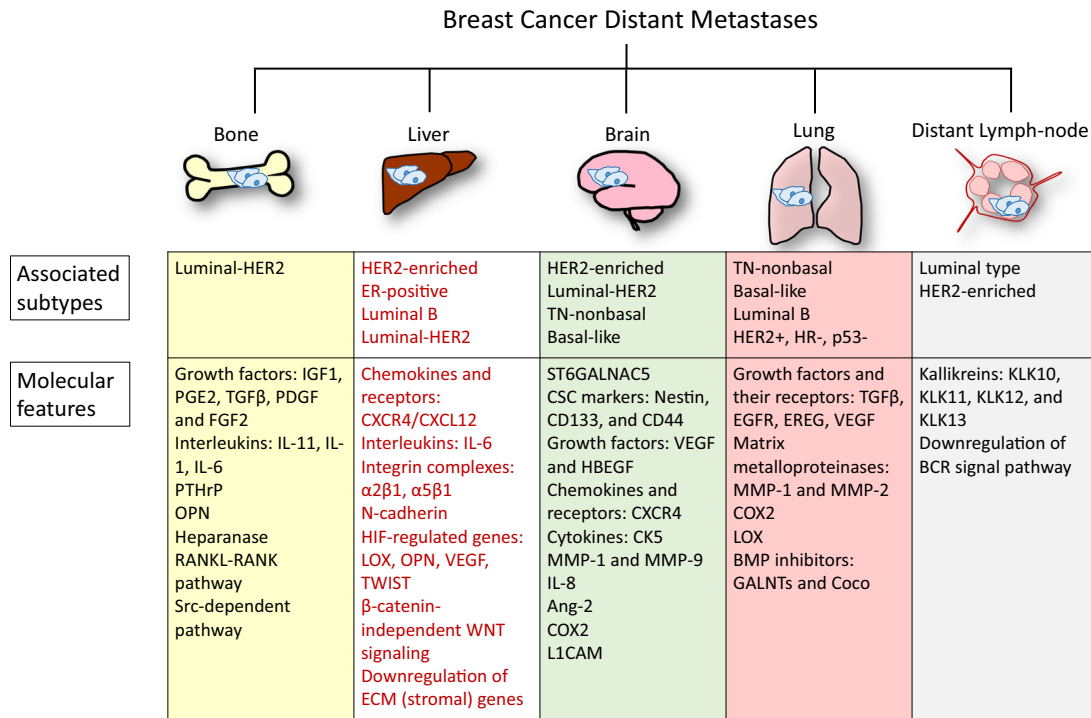 Breast Cancer Distant Metastases
Bone
Liver
Brain
Lung
Distant Lymph-node
Associated
subtypes
Luminal-HER2
HER2-enriched
ER-positive
Luminal B
Luminal-HER2
HER2-enriched
Luminal-HER2
TN-nonbasal
Basal-like
TN-nonbasal
Basal-like
Luminal B
HER2+, HR-, p53-
Luminal type
HER2-enriched
Molecular
features
Growth factors: IGF1,
PGE2, TGFβ, PDGF
and FGF2
Interleukins: IL-11, IL-
1, IL-6
PTHrP
OPN
Heparanase
RANKL-RANK
pathway
Src-dependent
pathway
Chemokines and
receptors:
CXCR4/CXCL12
Interleukins: IL-6
Integrin complexes:
α2β1, α5β1
N-cadherin
HIF-regulated genes:
LOX, OPN, VEGF,
TWIST
β-catenin-
independent WNT
signaling
Downregulation of
ECM (stromal) genes
ST6GALNAC5
CSC markers: Nestin,
CD133, and CD44
Growth factors: VEGF
and HBEGF
Chemokines and
receptors: CXCR4
Cytokines: CK5
MMP-1 and MMP-9
IL-8
Ang-2
COX2
L1CAM
Growth factors and
their receptors: TGFβ,
EGFR, EREG, VEGF
Matrix
metalloproteinases:
MMP-1 and MMP-2
COX2
LOX
BMP inhibitors:
GALNTs and Coco
Kallikreins: KLK10,
KLK11, KLK12, and
KLK13
Downregulation of
BCR signal pathway